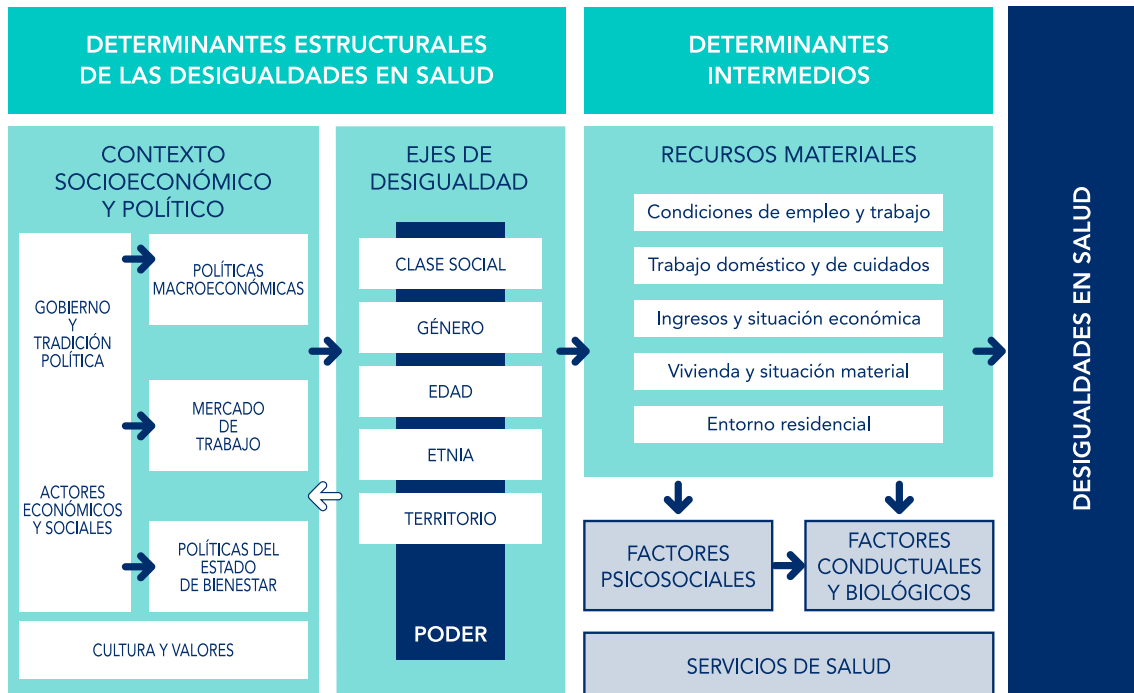 DETERMINANTES ESTRUCTURALES
DE LAS DESIGUALDADES EN SALUD
DETERMINANTES
INTERMEDIOS
CONTEXTO
SOCIOECONÓMICO
Y POLÍTICO
GOBIERNO
Y
TRADICIÓN
POLÍTICA
ACTORES
ECONÓMICOS
Y SOCIALES
POLÍTICAS
MACROECONÓMICAS
MERCADO
DE
TRABAJO
POLÍTICAS DEL
ESTADO
DE BIENESTAR
CULTURA Y VALORES
EJES DE
DESIGUALDAD
CLASE SOCIAL
GÉNERO
EDAD
ETNIA
TERRITORIO
PODER
RECURSOS MATERIALES
Condiciones de empleo y trabajo
Trabajo doméstico y de cuidados
Ingresos y situación económica
Vivienda y situación material
Entorno residencial
FACTORES
PSICOSOCIALES
FACTORES
CONDUCTUALES
Y BIOLÓGICOS
SERVICIOS DE SALUD
DESIGUALDADES EN SALUD